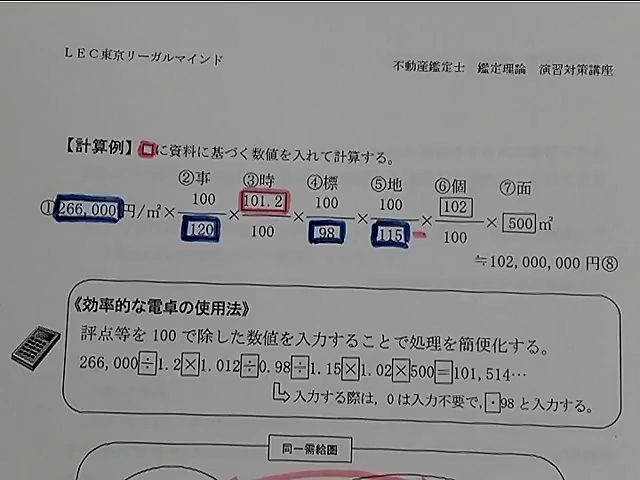 LEC東京リーガルマインド
不動産鑑定士　鑑定理論　演習対策講座
【計算例】□に資料に基づく数値を入れて計算する。
②事　③時　④標　⑤地　⑥個　⑦面
①266,000円/㎡×100/120×101.2/100×100/98×100/115×102/100×500㎡
≒102,000,000円⑧
《効率的な電卓の使用法》
評点等を100で除した数値を入力することで処理を簡便化する。
266,000÷1.2×1.012÷0.98÷1.15×1.02×500=101,514…
入力する際は，0は入力不要で，・98と入力する。
同一需給圏